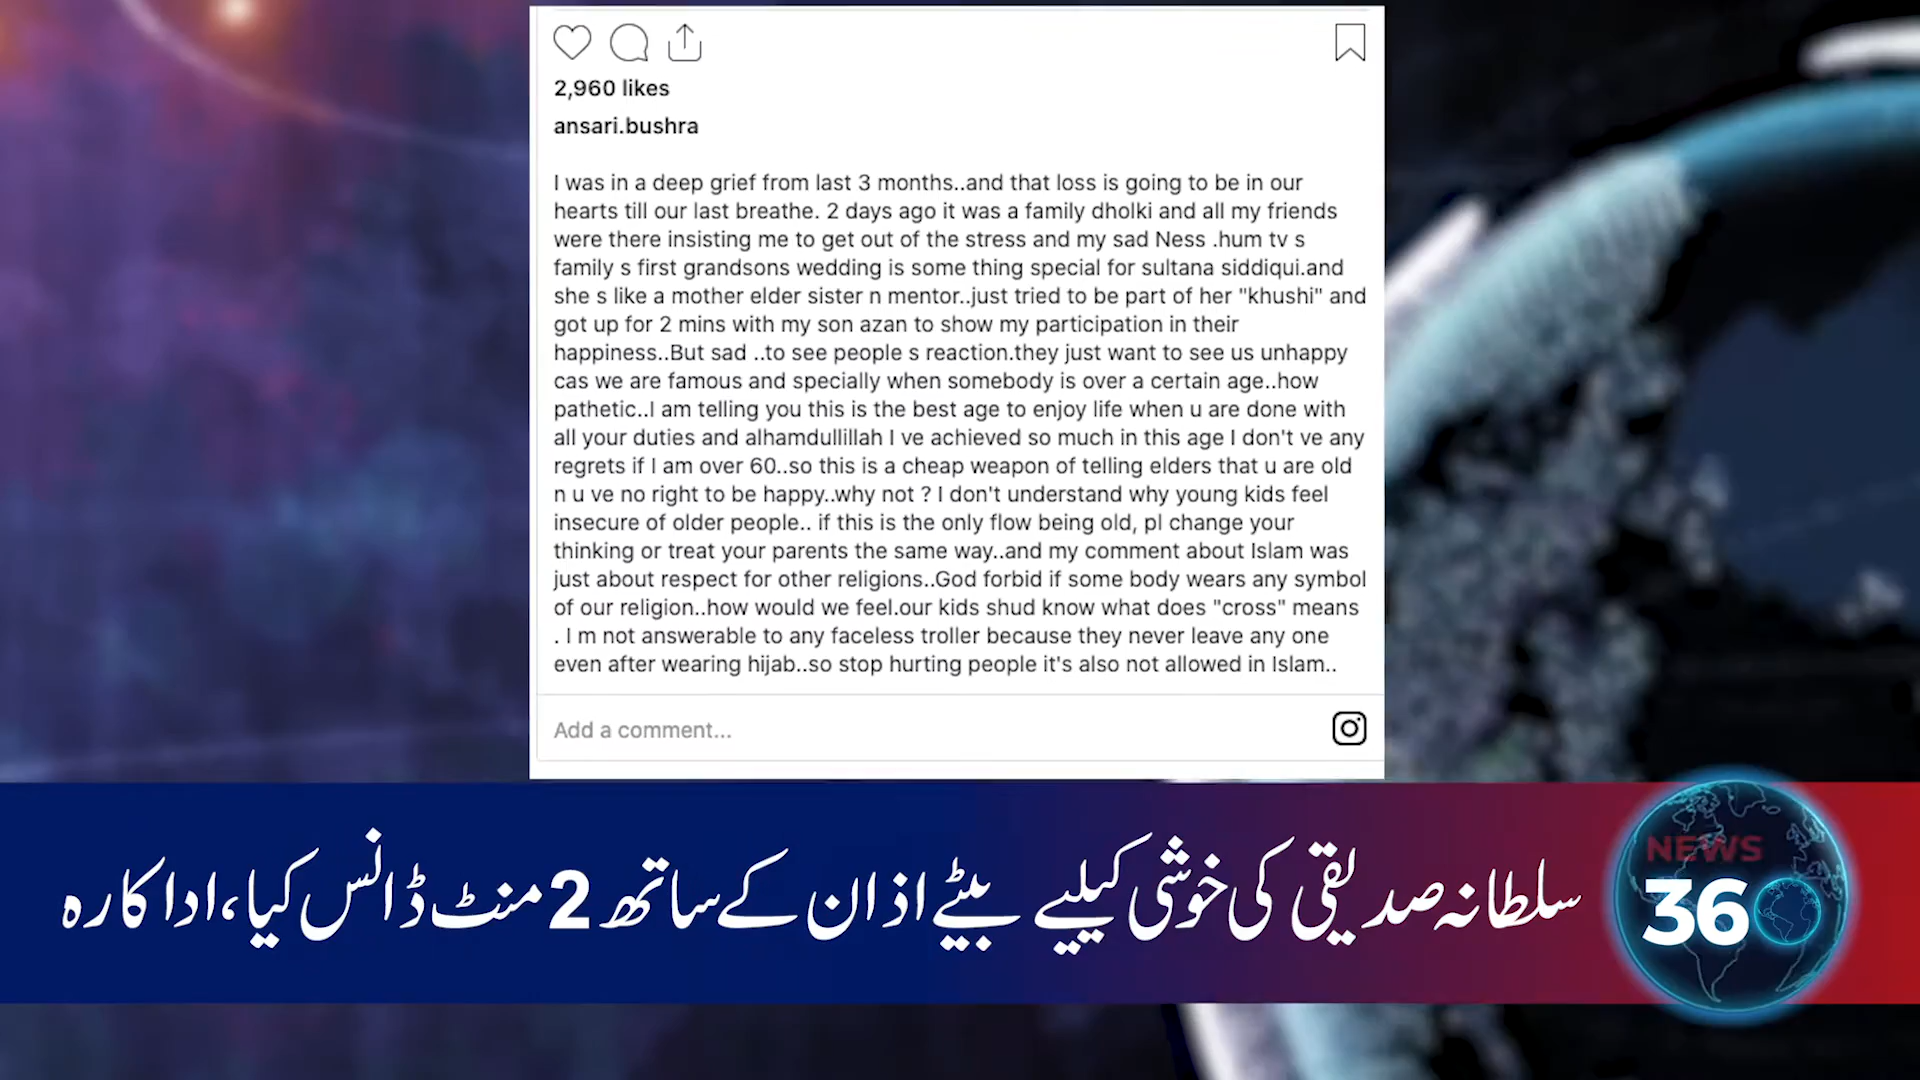 2,960 likes
ansari.bushra
I was in a deep grief from last 3 months..and that loss is going to be in our
hearts till our last breathe. 2 days ago it was a family dholki and all my friends
were there insisting me to get out of the stress and my sad Ness .hum tv s
family s first grandsons wedding is some thing special for sultana siddiqui.and
she s like a mother elder sister n mentor..just tried to be part of her "khushi" and
got up for 2 mins with my son azan to show my participation in their
happiness..But sad ..to see people s reaction.they just want to see us unhappy
cas we are famous and specially when somebody is over a certain age..how
pathetic..I am telling you this is the best age to enjoy life when u are done with
all your duties and alhamdullillah I ve achieved so much in this age I don't ve any
regrets if I am over 60..so this is a cheap weapon of telling elders that u are old
n u ve no right to be happy..why not ? I don't understand why young kids feel
insecure of older people.. if this is the only flow being old, pl change your
thinking or treat your parents the same way..and my comment about Islam was
just about respect for other religions..God forbid if some body wears any symbol
of our religion..how would we feel.our kids shud know what does "cross" means
. I m not answerable to any faceless troller because they never leave any one
even after wearing hijab..so stop hurting people it's also not allowed in Islam..
Add a comment...
سلطانہ صدیقی کی خوشی کیلیے بیٹے اذان کے ساتھ 2 منٹ ڈانس کیا، اداکارہ
NEWS
360